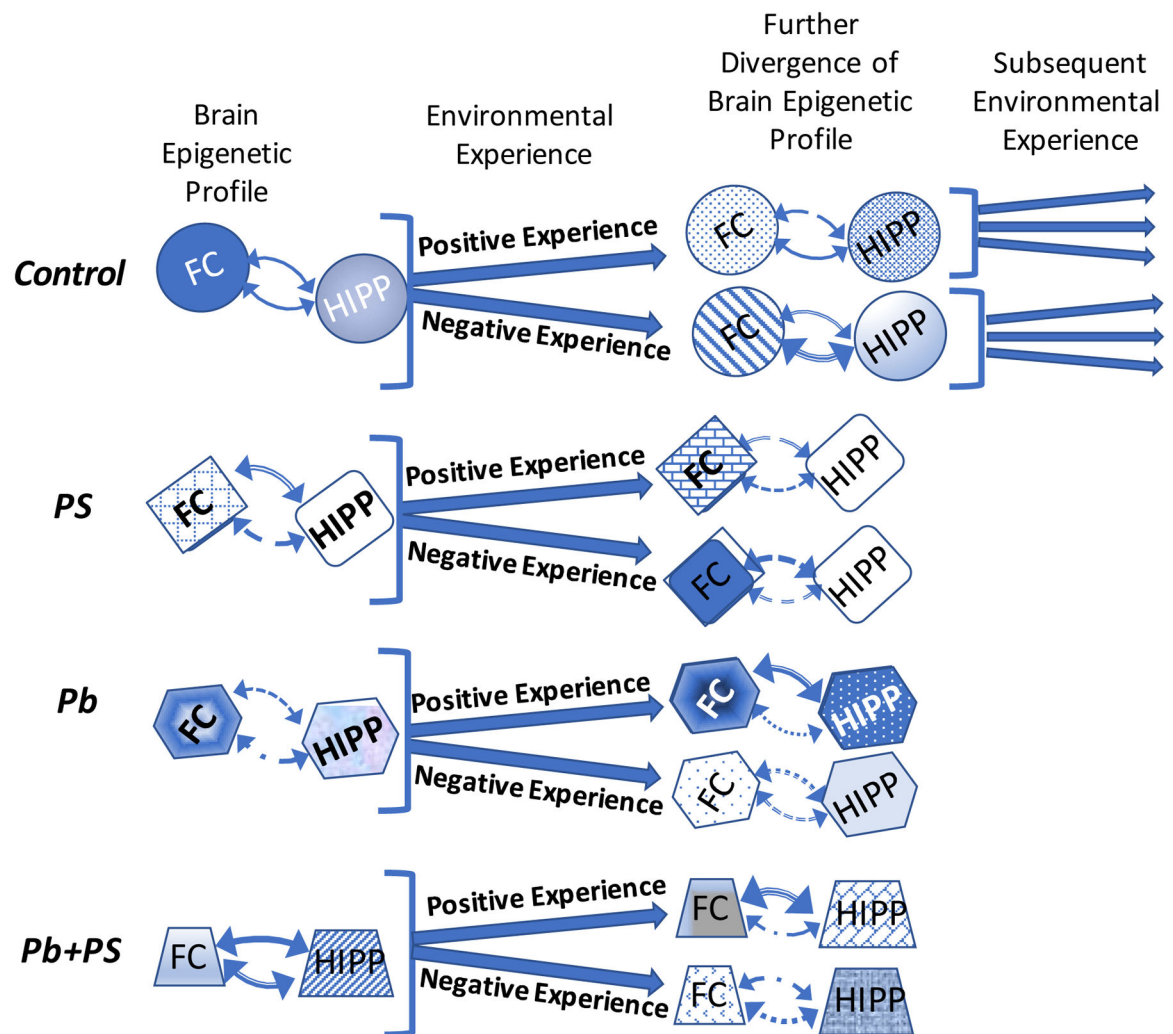 Brain
Epigenetic
Profile
Environmental
Experience
Further
Divergence of
Brain Epigenetic
Profile
Subsequent
Environmental
Experience
Control
FC
HIPP
Positive Experience
Negative Experience
FC
HIPP
FC
HIPP
PS
FC
HIPP
Positive Experience
Negative Experience
FC
HIPP
FC
HIPP
Pb
FC
HIPP
Positive Experience
Negative Experience
FC
HIPP
FC
HIPP
Pb+PS
FC
HIPP
Positive Experience
Negative Experience
FC
HIPP
FC
HIPP